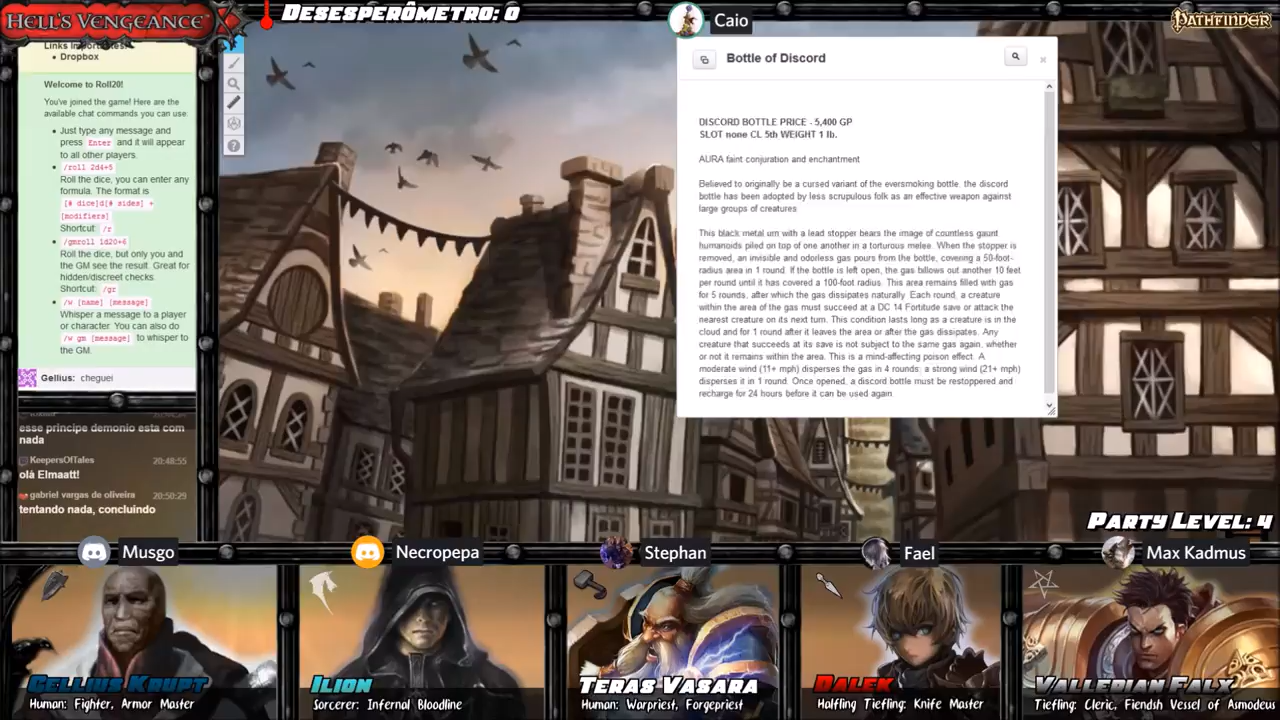 HELL'S VENGEANCE
DESESPERÔMETRO: 0
Caio
PATHFINDER
Links Importantes:
• Dropbox
Welcome to Roll20!
You've joined the game! Here are the
available chat commands you can use:
• Just type any message and
press Enter and it will appear
to all other players.
• /roll 2d4+5
Roll the dice, you can enter any
formula. The format is
[# dice]d[# sides] +
[modifiers]
Shortcut: /r
• /gmroll 1d20+6
Roll the dice, but only you and
the GM see the result. Great for
hidden/discreet checks.
Shortcut: /gr
• /w [name] [message]
Whisper a message to a player
or character. You can also do
/w gm [message] to whisper to
the GM.
Gellius: cheguei
esse principe demonio esta com
nada
KeepersOfTales 20:48:55
olá Elmaatt!
gabriel vargas de oliveira 20:50:29
tentando nada, concluindo
Bottle of Discord
DISCORD BOTTLE PRICE - 5,400 GP
SLOT none CL 5th WEIGHT 1 lb.
AURA faint conjuration and enchantment
Believed to originally be a cursed variant of the eversmoking bottle, the discord
bottle has been adopted by less scrupulous folk as an effective weapon against
large groups of creatures
This black metal urn with a lead stopper bears the image of countless gaunt
humanoids piled on top of one another in a torturous melee. When the stopper is
removed, an invisible and odorless gas pours from the bottle, covering a 50-foot-
radius area in 1 round. If the bottle is left open, the gas billows out another 10 feet
per round until it has covered a 100-foot radius. This area remains filled with gas
for 5 rounds, after which the gas dissipates naturally. Each round, a creature
within the area of the gas must succeed at a DC 14 Fortitude save or attack the
nearest creature on its next turn. This condition lasts long as a creature is in the
cloud and for 1 round after it leaves the area or after the gas dissipates. Any
creature that succeeds at its save is not subject to the same gas again, whether
or not it remains within the area. This is a mind-affecting poison effect. A
moderate wind (11+ mph) disperses the gas in 4 rounds; a strong wind (21+ mph)
disperses it in 1 round. Once opened, a discord bottle must be restoppered and
recharge for 24 hours before it can be used again
PARTY LEVEL: 4
Musgo
Necropepa
Stephan
Fael
Max Kadmus
GELLIUS KRUPT
Human: Fighter, Armor Master
ILION
Sorcerer: Infernal Bloodline
TERAS VASARA
Human: Warpriest, Forgepriest
DALEK
Halfling Tiefling: Knife Master
VALLERIAN FALX
Tiefling: Cleric, Fiendsh Vessel of Asmodeus